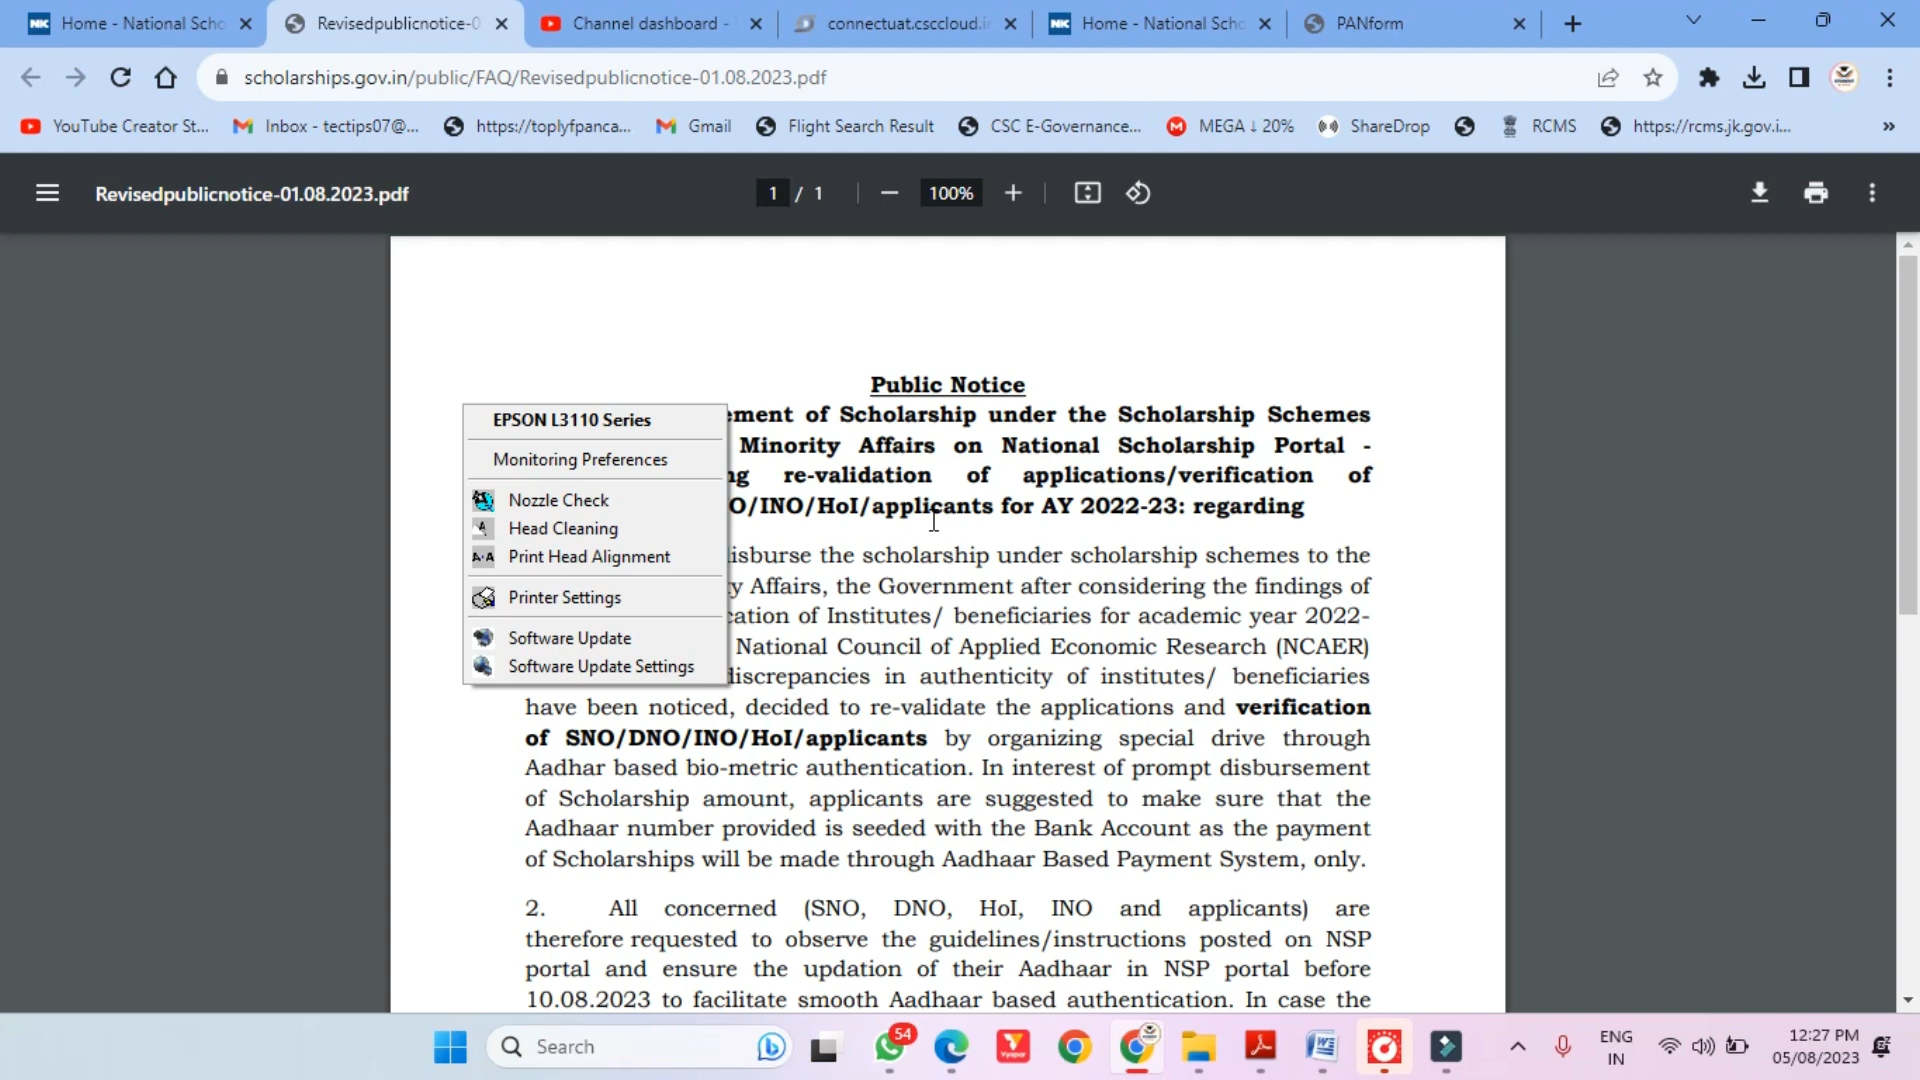 Home - National Scho
Revisedpublicnotice-0
Channel dashboard -
connectuat.csccloud.i
Home - National Scho
PANform
scholarships.gov.in/public/FAQ/Revisedpublicnotice-01.08.2023.pdf
YouTube Creator St...
Inbox - tectips07@...
https://toplyfpanca...
Gmail
Flight Search Result
CSC E-Governance...
MEGA ↓ 20%
ShareDrop
RCMS
https://rcms.jk.gov.i...
»
Revisedpublicnotice-01.08.2023.pdf
1 / 1
100%
Public Notice
ement of Scholarship under the Scholarship Schemes
Minority Affairs on National Scholarship Portal -
ng re-validation of applications/verification of
O/INO/HoI/applicants for AY 2022-23: regarding
EPSON L3110 Series
Monitoring Preferences
Nozzle Check
Head Cleaning
Print Head Alignment
Printer Settings
Software Update
Software Update Settings
isburse the scholarship under scholarship schemes to the
y Affairs, the Government after considering the findings of
cation of Institutes/ beneficiaries for academic year 2022-
National Council of Applied Economic Research (NCAER)
discrepancies in authenticity of institutes/ beneficiaries
have been noticed, decided to re-validate the applications and verification
of SNO/DNO/INO/HoI/applicants by organizing special drive through
Aadhar based bio-metric authentication. In interest of prompt disbursement
of Scholarship amount, applicants are suggested to make sure that the
Aadhaar number provided is seeded with the Bank Account as the payment
of Scholarships will be made through Aadhaar Based Payment System, only.
2. All concerned (SNO, DNO, HoI, INO and applicants) are
therefore requested to observe the guidelines/instructions posted on NSP
portal and ensure the updation of their Aadhaar in NSP portal before
10.08.2023 to facilitate smooth Aadhaar based authentication. In case the
Search
54
Vyapar
ENG
IN
12:27 PM
05/08/2023